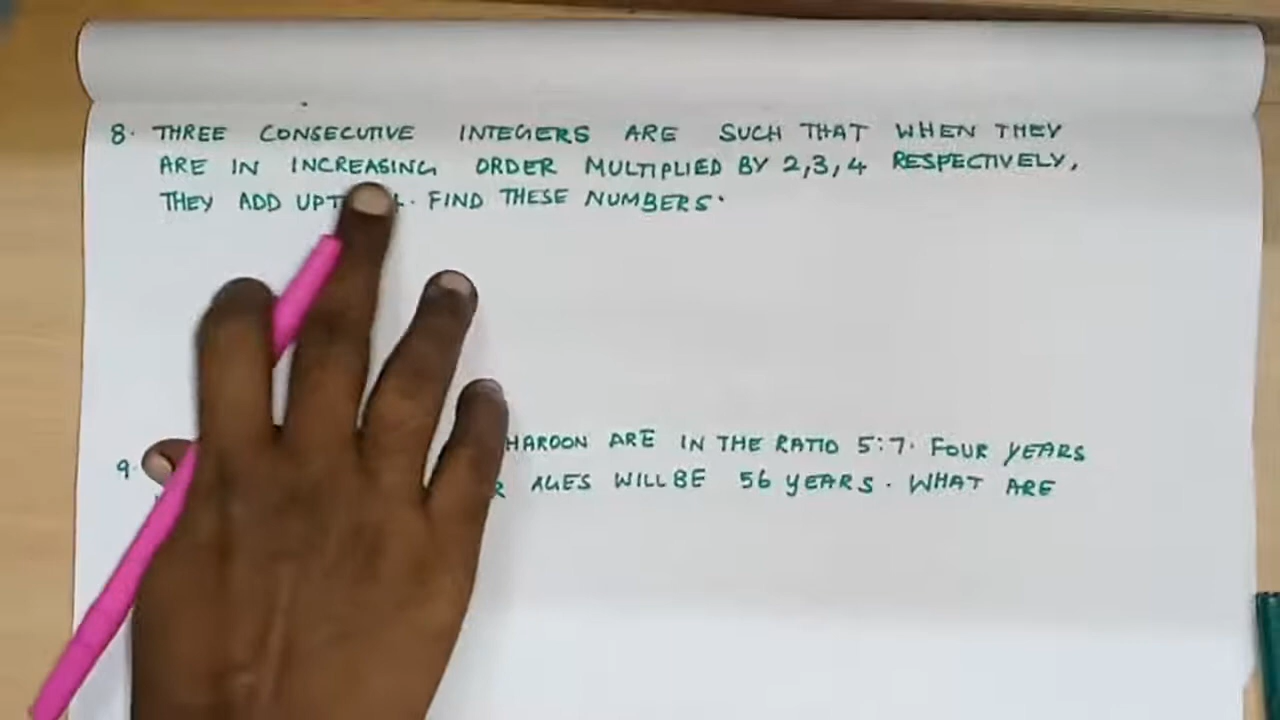 8. THREE CONSECUTIVE INTEGERS ARE SUCH THAT WHEN THEY
ARE IN INCREASING ORDER MULTIPLIED BY 2,3,4 RESPECTIVELY,
THEY ADD FIND THESE NUMBERS.
9. HAROON ARE IN THE RATIO 5:7. FOUR YEARS
AGES WILL BE 56 YEARS. WHAT ARE